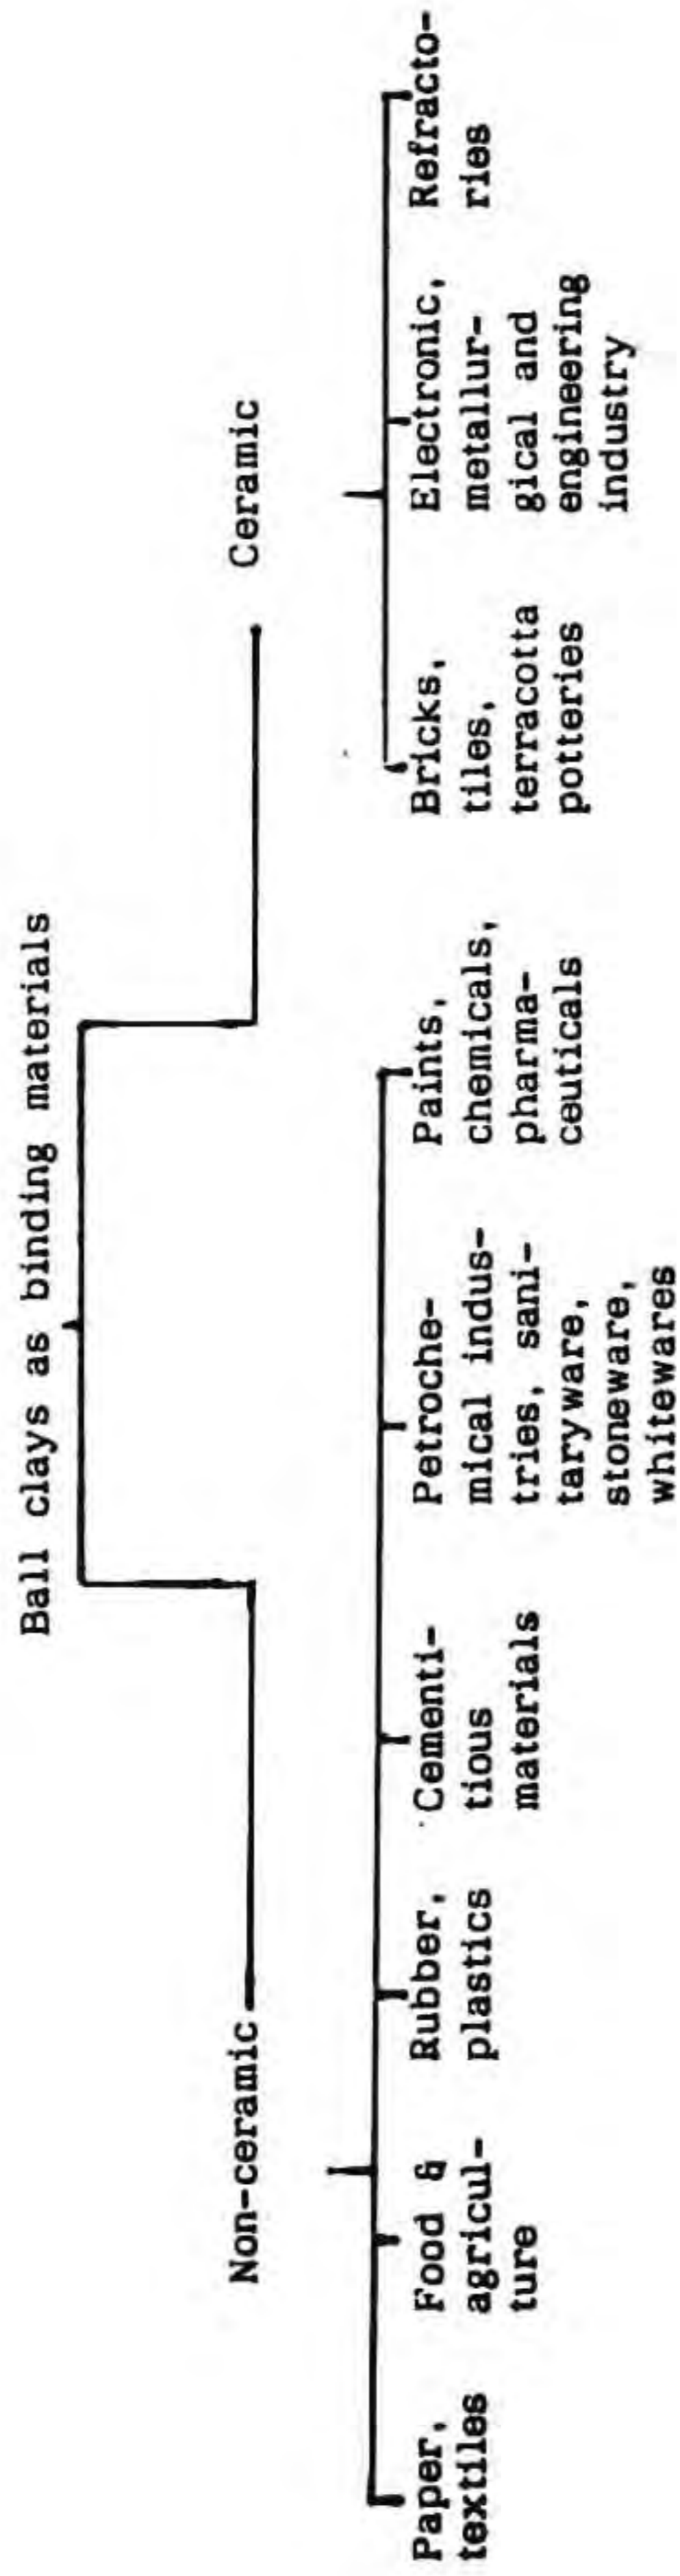 Ball clays as binding materials
Non-ceramic
Ceramic
Paper,
textiles
Food &
agricul-
ture
Rubber,
plastics
Cementi-
tious
materials
Petroche-
mical indus-
tries, sani-
taryware,
stoneware,
whitewares
Paints,
chemicals,
pharma-
ceuticals
Bricks,
tiles,
terracotta
potteries
Electronic,
metallur-
gical and
engineering
industry
Refracto-
ries